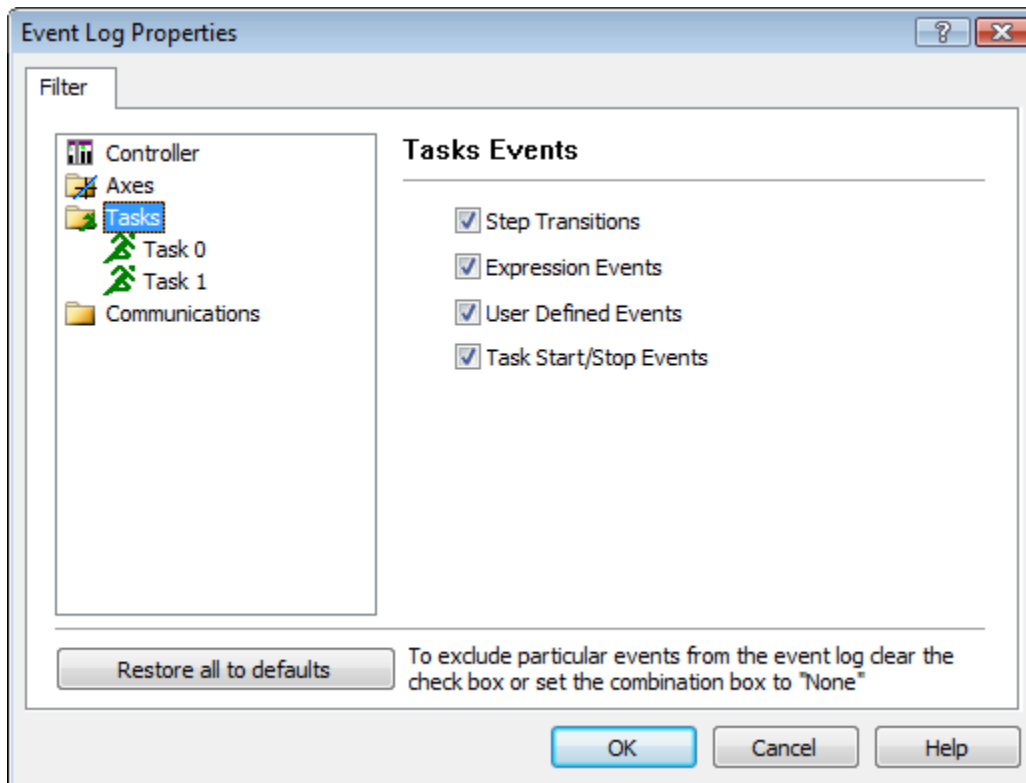 Event Log Properties
Filter
Controller
Axes
Tasks
Task 0
Task 1
Communications
Tasks Events
Step Transitions
Expression Events
User Defined Events
Task Start/Stop Events
Restore all to defaults
To exclude particular events from the event log clear the
check box or set the combination box to "None"
OK
Cancel
Help